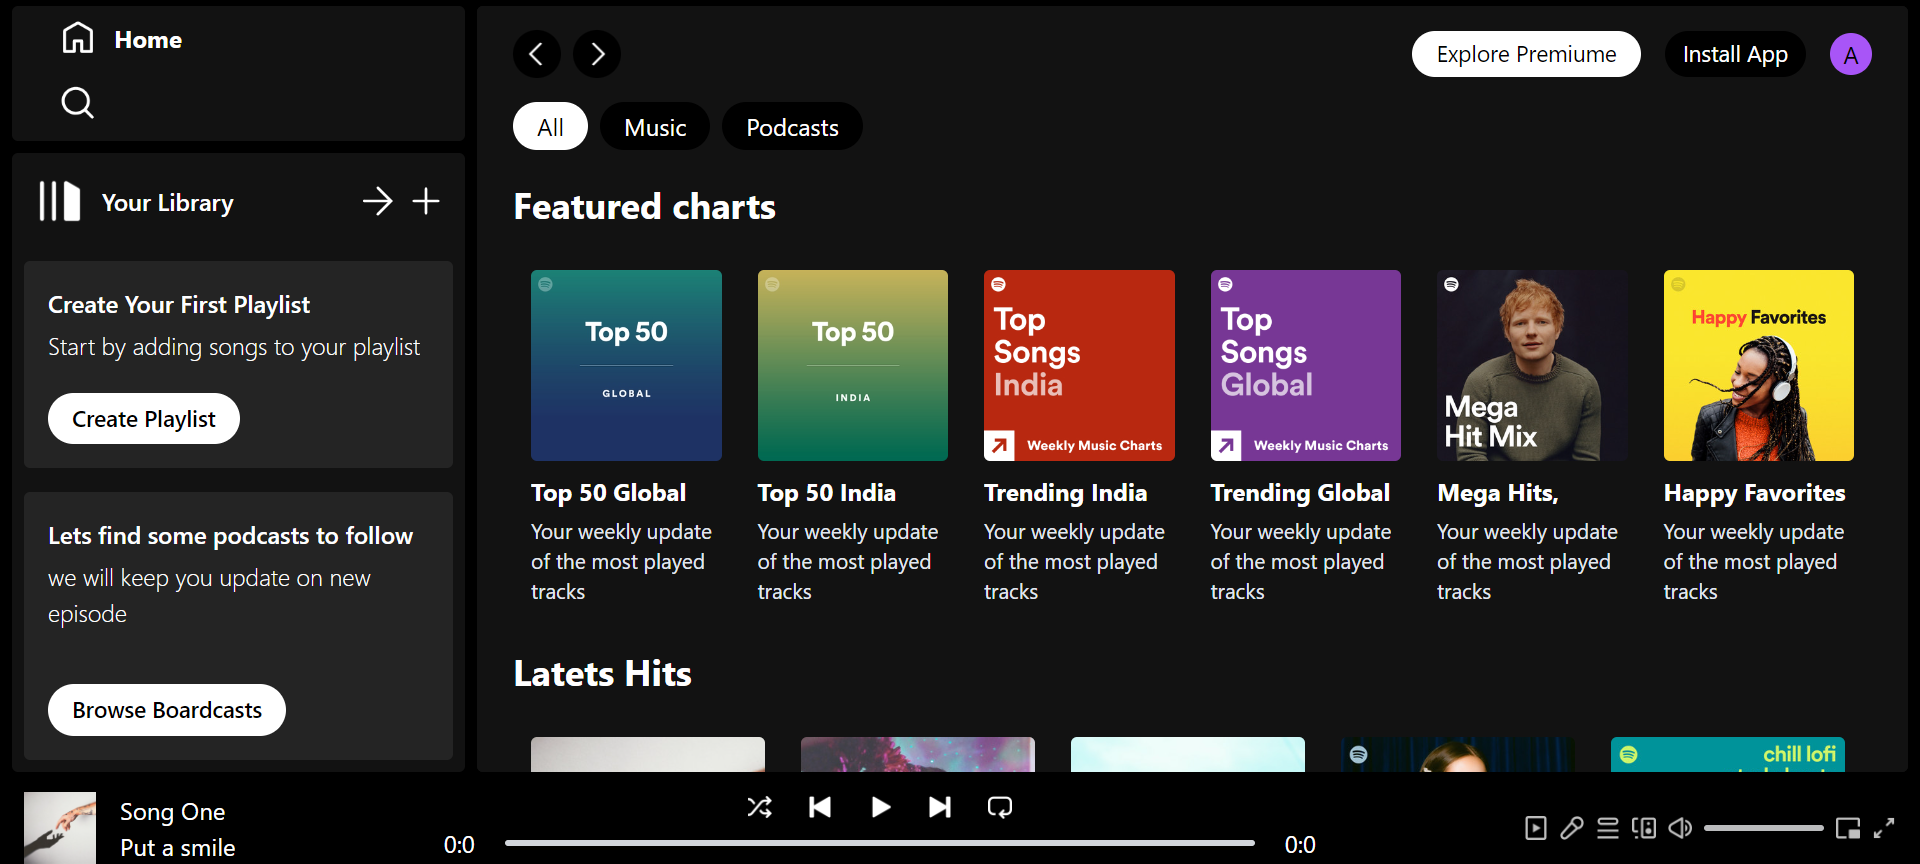 Home
Your Library
Create Your First Playlist
Start by adding songs to your playlist
Create Playlist
Lets find some podcasts to follow
we will keep you update on new
episode
Browse Boardcasts
Explore Premiume
Install App
A
All
Music
Podcasts
Featured charts
Top 50
GLOBAL
Top 50 Global
Your weekly update
of the most played
tracks
Top 50
INDIA
Top 50 India
Your weekly update
of the most played
tracks
Top
Songs
India
Weekly Music Charts
Trending India
Your weekly update
of the most played
tracks
Top
Songs
Global
Weekly Music Charts
Trending Global
Your weekly update
of the most played
tracks
Mega
Hit Mix
Mega Hits,
Your weekly update
of the most played
tracks
Happy Favorites
Happy Favorites
Your weekly update
of the most played
tracks
Latets Hits
chill lofi
Song One
Put a smile
0:0
0:0